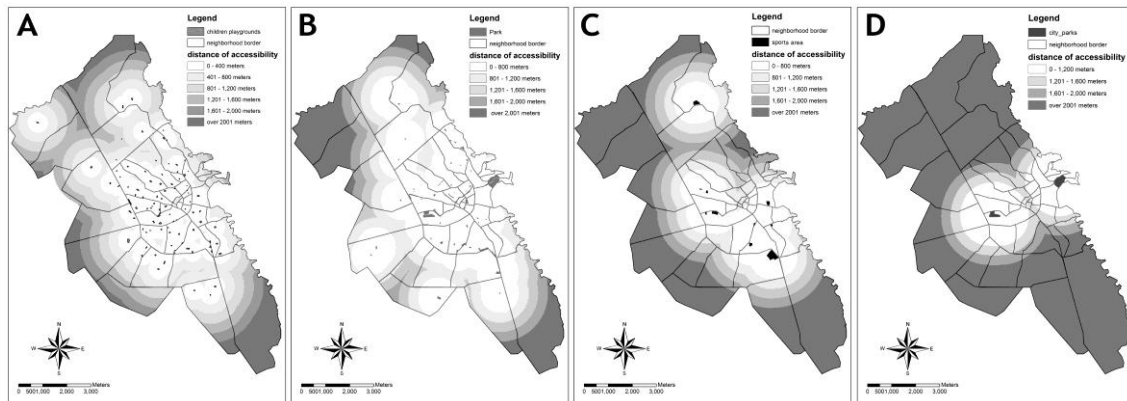 A
Legend
children playgrounds
neighborhood border
distance of accessibility
0 - 400 meters
401 - 800 meters
801 - 1,200 meters
1,201 - 1,600 meters
1,601 - 2,000 meters
over 2001 meters
N
W E
S
0 5001,000 2,000 3,000 Meters
B
Legend
Park
neighborhood border
distance of accessibility
0 - 800 meters
801 - 1,200 meters
1,201 - 1,600 meters
1,601 - 2,000 meters
over 2,001 meters
N
W E
S
0 5001,000 2,000 3,000 Meters
C
Legend
neighborhood border
sports area
distance of accessibility
0 - 800 meters
801 - 1,200 meters
1,201 - 1,600 meters
1,601 - 2,000 meters
over 2001 meters
N
W E
S
0 5001,000 2,000 3,000 Meters
D
Legend
city_parks
neighborhood border
distance of accessibility
0 - 1,200 meters
1,201 - 1,600 meters
1,601 - 2,000 meters
over 2001 meters
N
W E
S
0 5001,000 2,000 3,000 Meters